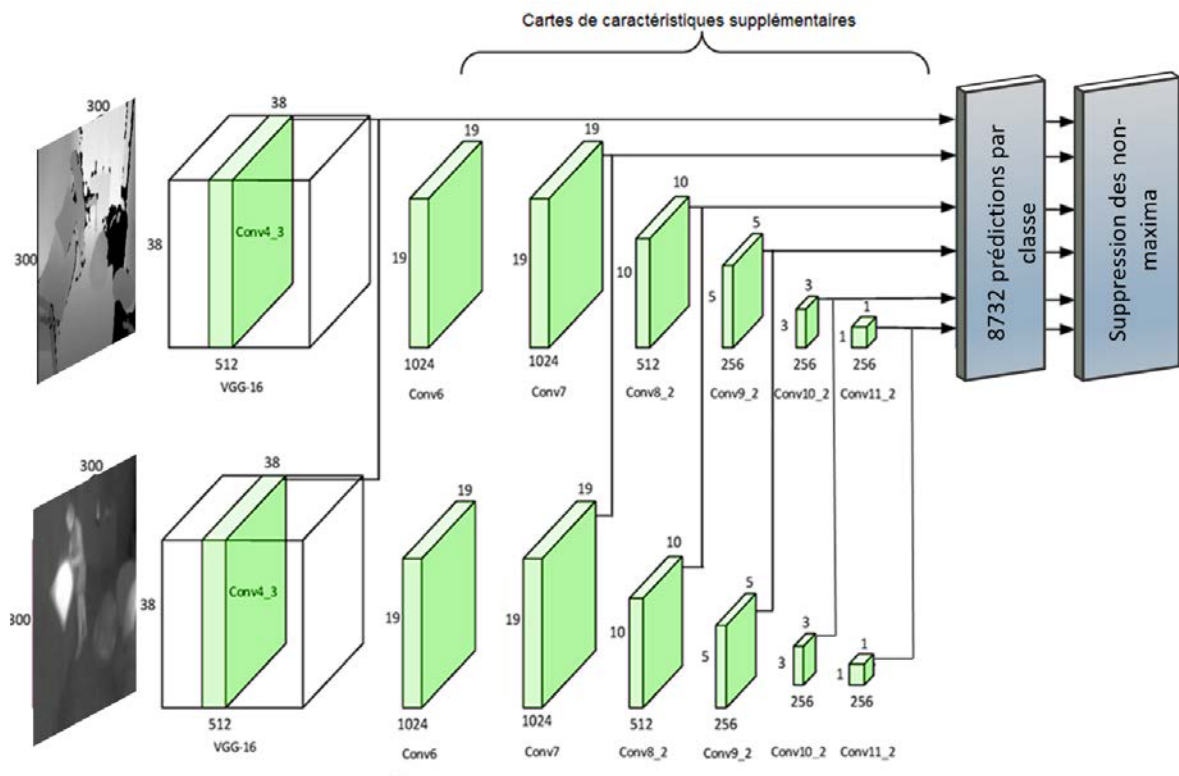 Cartes de caractéristiques supplémentaires
300
300
38
38
Conv4_3
512
VGG-16
19
19
1024
Conv6
19
19
1024
Conv7
10
10
512
Conv8_2
5
5
256
Conv9_2
3
3
256
Conv10_2
1
1
256
Conv11_2
8732 prédictions par
classe
Suppression des non-
maxima
300
300
38
38
Conv4_3
512
VGG-16
19
19
1024
Conv6
19
19
1024
Conv7
10
10
512
Conv8_2
5
5
256
Conv9_2
3
3
256
Conv10_2
1
1
256
Conv11_2